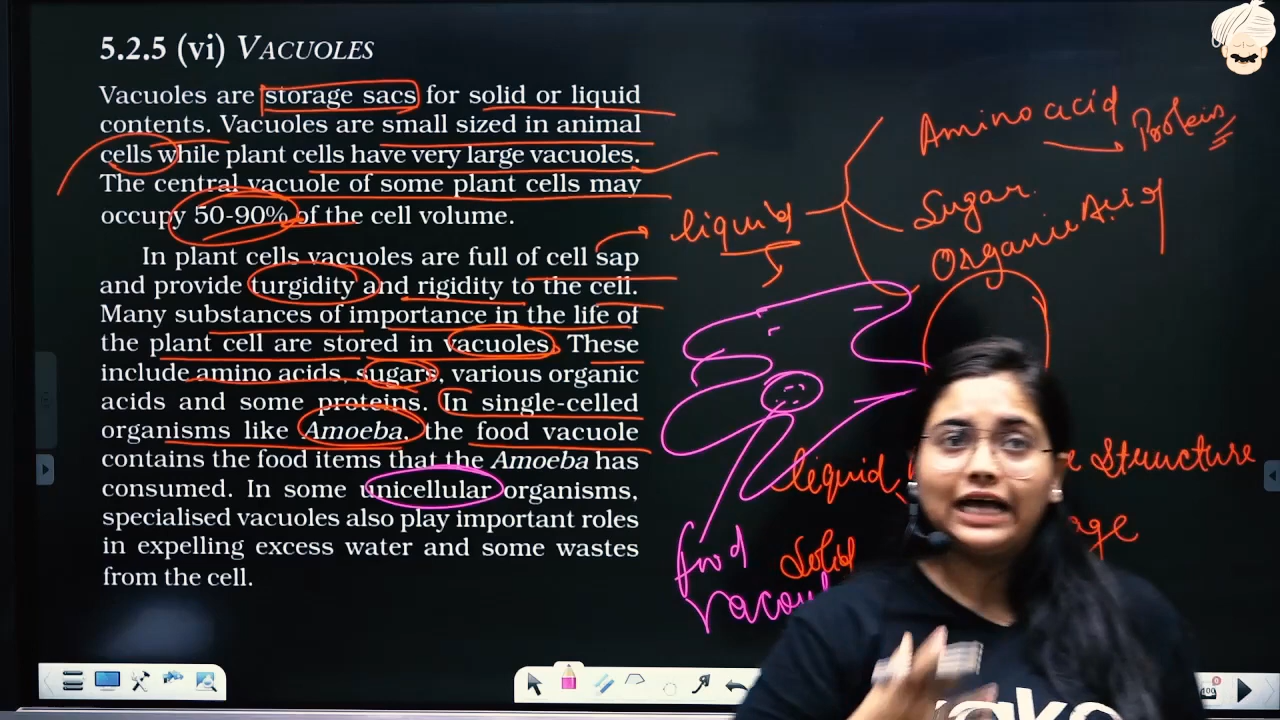 5.2.5 (vi) VACUOLES
Vacuoles are storage sacs for solid or liquid
contents. Vacuoles are small sized in animal
cells while plant cells have very large vacuoles.
The central vacuole of some plant cells may
occupy 50-90% of the cell volume.
In plant cells vacuoles are full of cell sap
and provide turgidity and rigidity to the cell.
Many substances of importance in the life of
the plant cell are stored in vacuoles. These
include amino acids, sugars, various organic
acids and some proteins. In single-celled
organisms like Amoeba, the food vacuole
contains the food items that the Amoeba has
consumed. In some unicellular organisms,
specialised vacuoles also play important roles
in expelling excess water and some wastes
from the cell.
Amino acid
Proteins
liquid
Sugar
Organic Acid
liquid
Structure
Solid
food
100